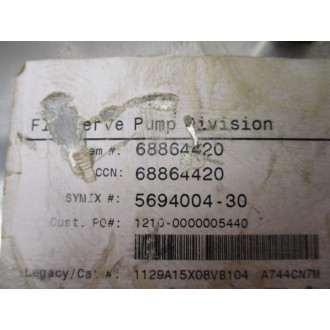 Pump Division
#: 68864420
CCN: 68864420
SYMIX #: 5694004-30
Cust. PO#: 1210-0000005440
Legacy/Cat#: 1129A15X08VB104 A744CN7M